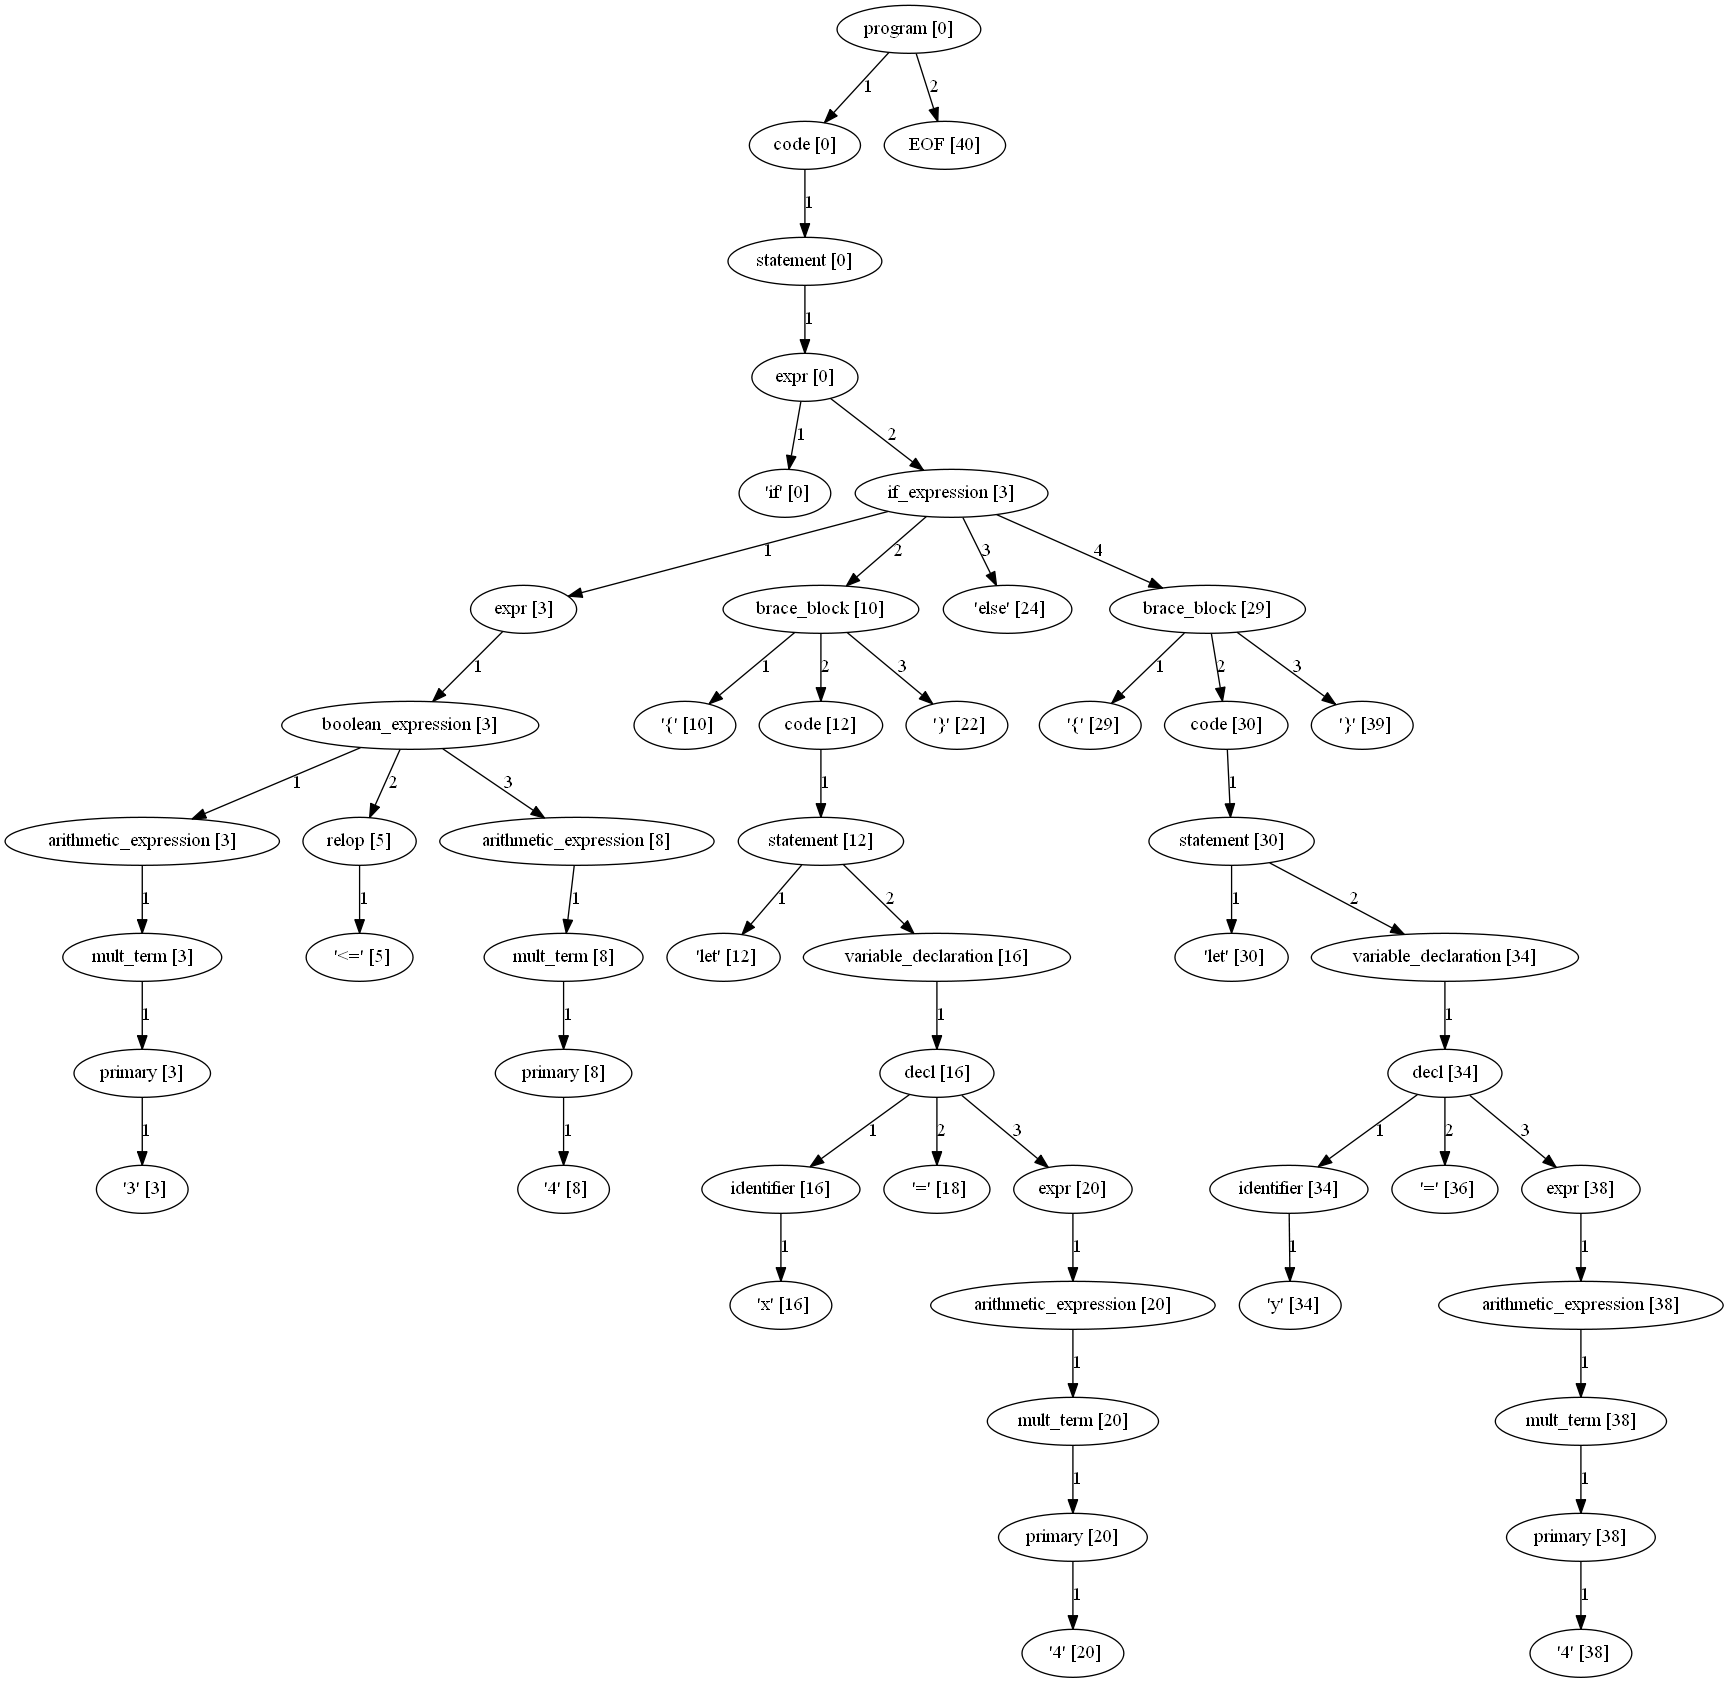 program [0]
1
2
code [0]
EOF [40]
1
statement [0]
1
expr [0]
1
2
'if' [0]
if_expression [3]
1
2
3
4
expr [3]
brace_block [10]
'else' [24]
brace_block [29]
1
1
2
3
1
2
3
boolean_expression [3]
'{' [10]
code [12]
'}' [22]
'{' [29]
code [30]
'}' [39]
1
2
3
1
1
arithmetic_expression [3]
relop [5]
arithmetic_expression [8]
statement [12]
statement [30]
1
1
1
1
2
1
2
mult_term [3]
'<=' [5]
mult_term [8]
'let' [12]
variable_declaration [16]
'let' [30]
variable_declaration [34]
1
1
1
1
primary [3]
primary [8]
decl [16]
decl [34]
1
1
1
2
3
1
2
3
'3' [3]
'4' [8]
identifier [16]
'=' [18]
expr [20]
identifier [34]
'=' [36]
expr [38]
1
1
1
1
'x' [16]
arithmetic_expression [20]
'y' [34]
arithmetic_expression [38]
1
1
mult_term [20]
mult_term [38]
1
1
primary [20]
primary [38]
1
1
'4' [20]
'4' [38]